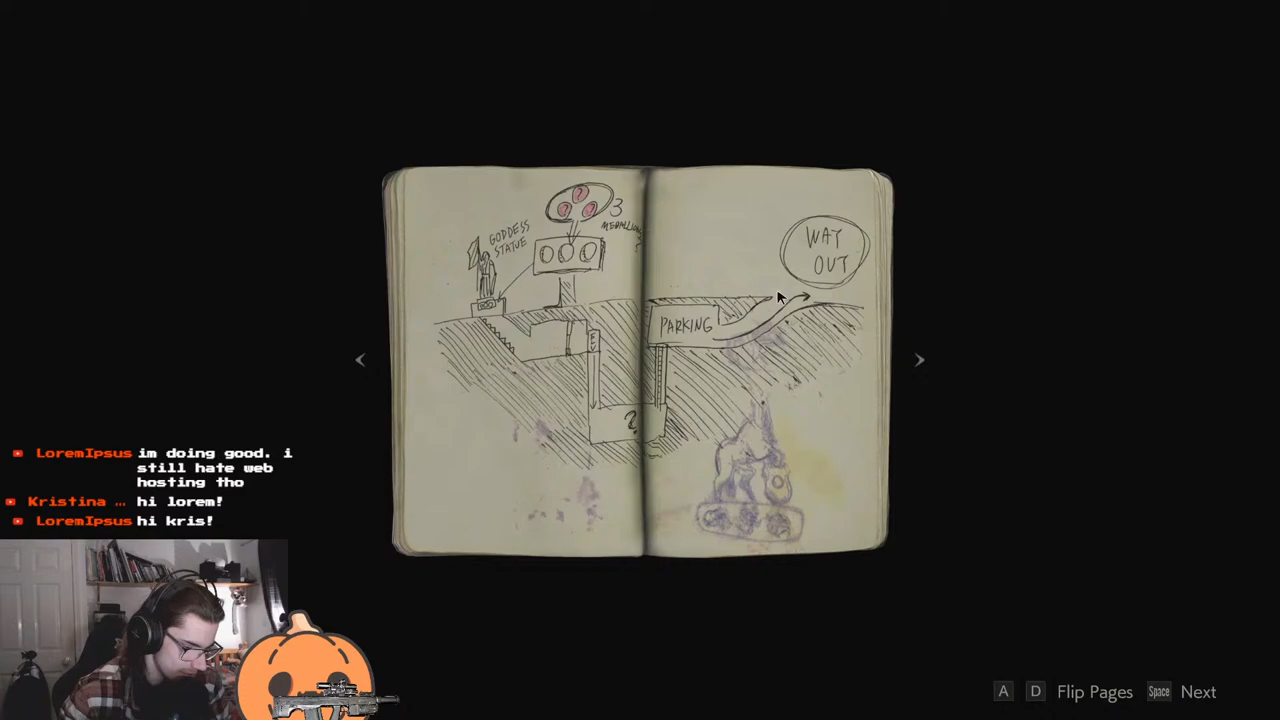 3
MEDALLIONS
?
GODDESS
STATUE
WAY
OUT
PARKING
ELV
?
LoremIpsus im doing good. i
still hate web
hosting tho
Kristina … hi lorem!
LoremIpsus hi kris!
A D Flip Pages Space Next